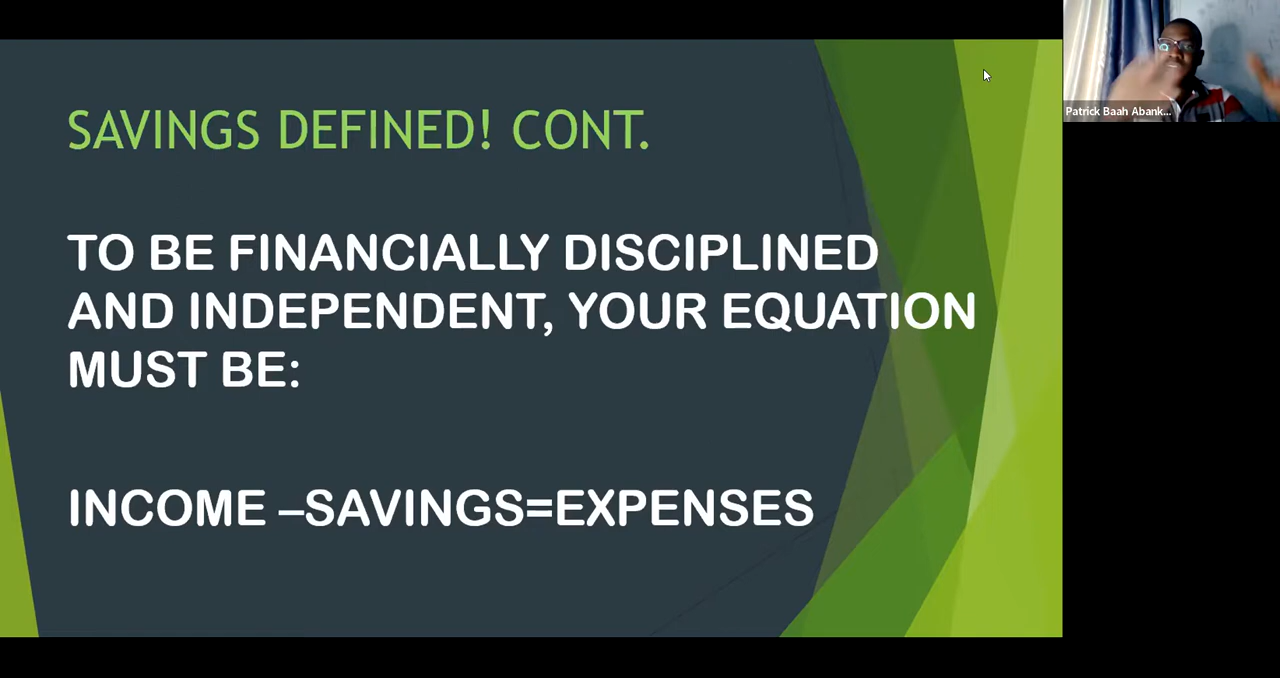 SAVINGS DEFINED! CONT.
TO BE FINANCIALLY DISCIPLINED
AND INDEPENDENT, YOUR EQUATION
MUST BE:
INCOME –SAVINGS=EXPENSES
Patrick Baah Abank...